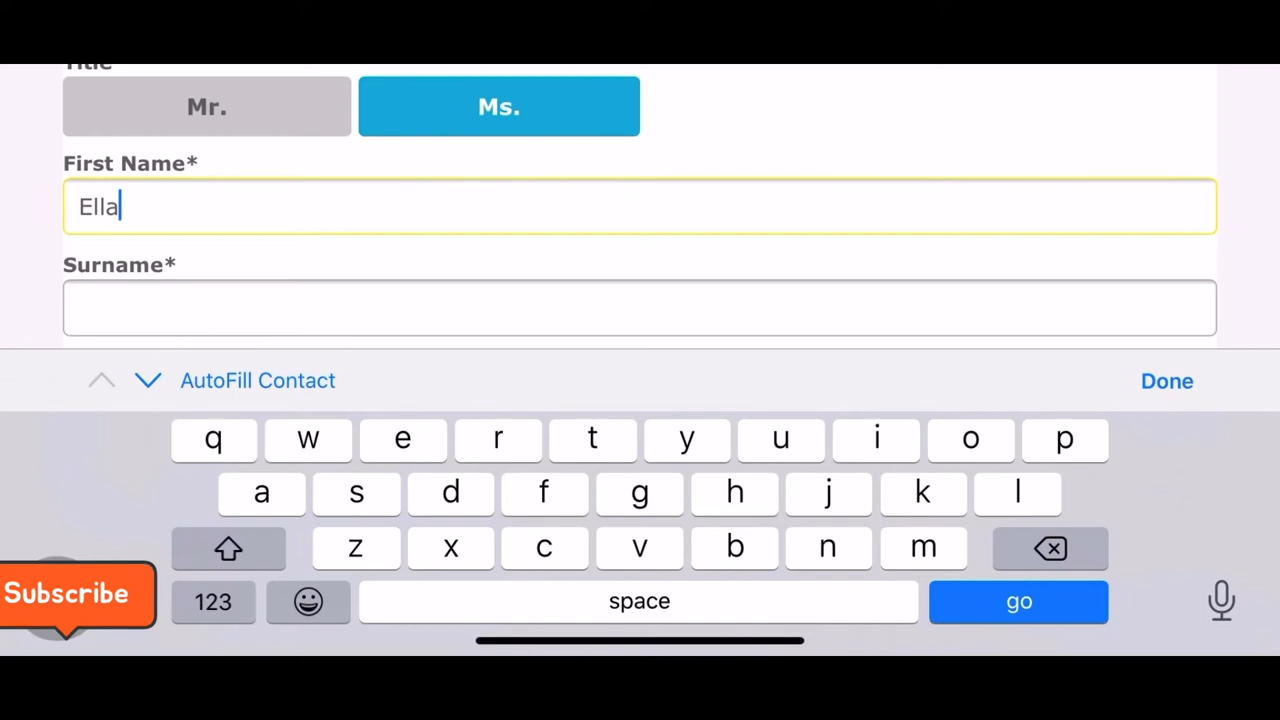 Title
Mr. Ms.
First Name*
Ella
Surname*
AutoFill Contact Done
q w e r t y u i o p
a s d f g h j k l
z x c v b n m
Subscribe
123 space go